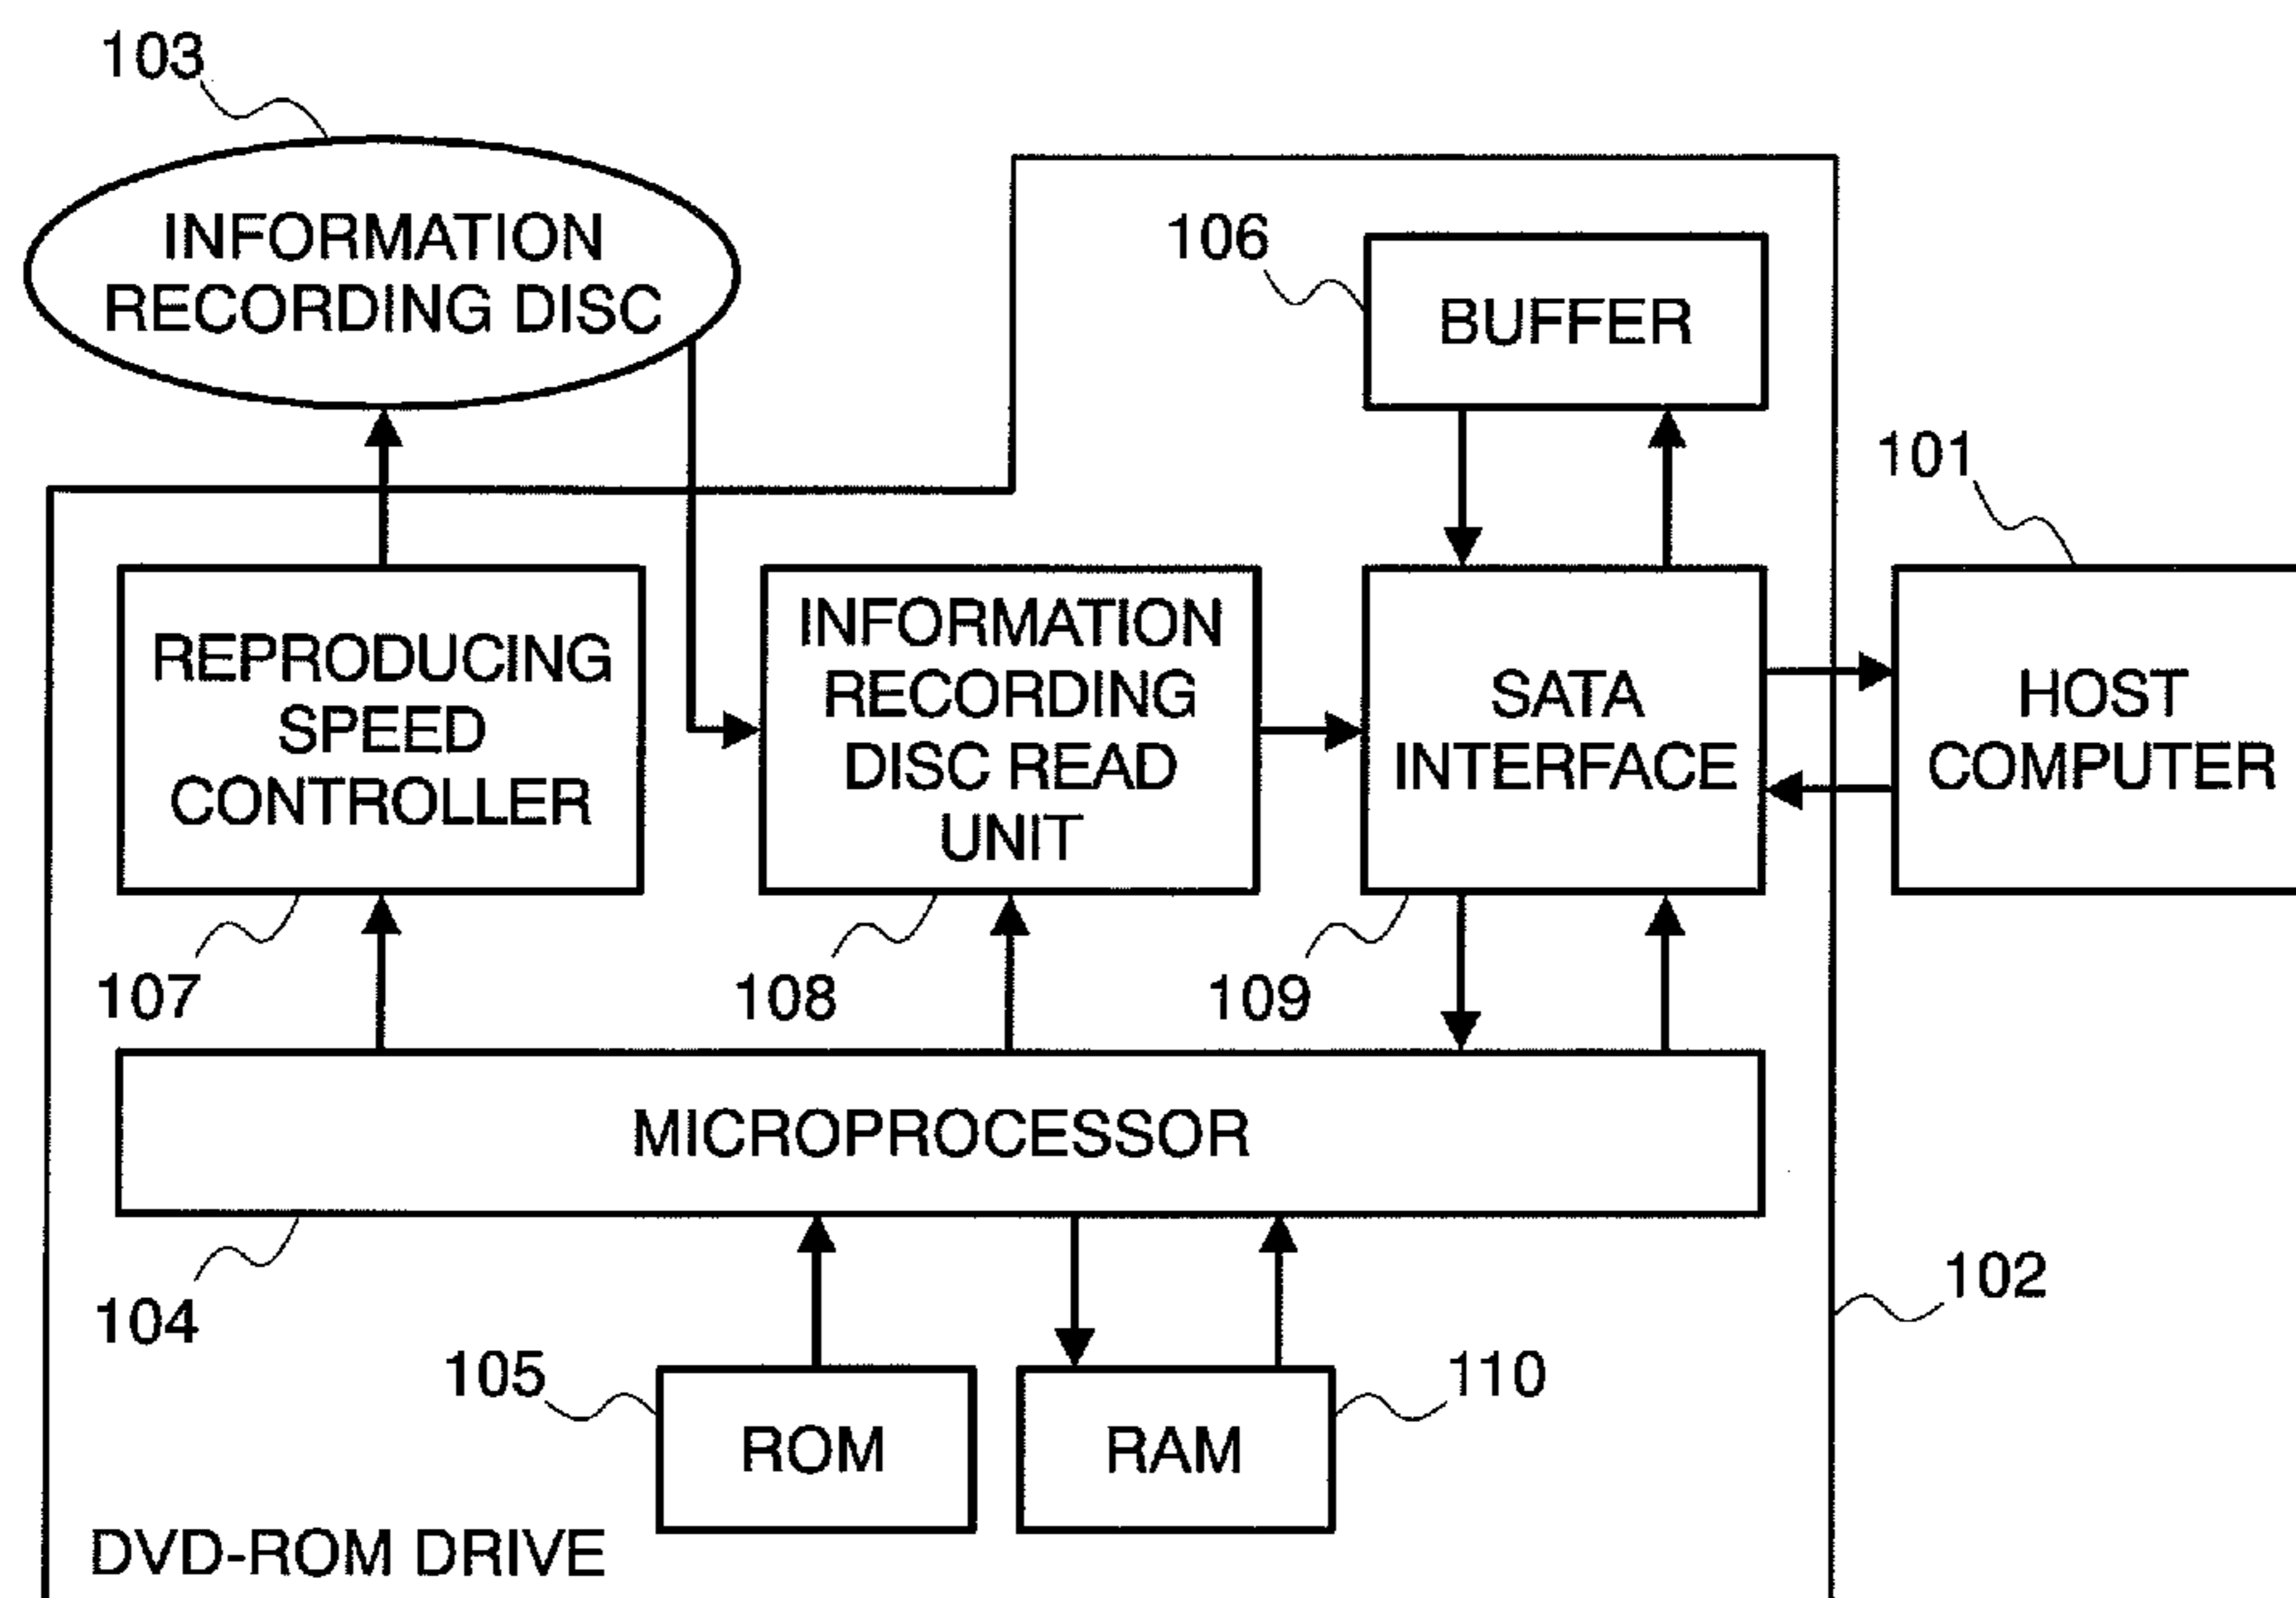 103
INFORMATION
RECORDING DISC
106
BUFFER
101
REPRODUCING
SPEED
CONTROLLER
INFORMATION
RECORDING
DISC READ
UNIT
SATA
INTERFACE
HOST
COMPUTER
107
108
109
MICROPROCESSOR
104
102
105
ROM
RAM
110
DVD-ROM DRIVE